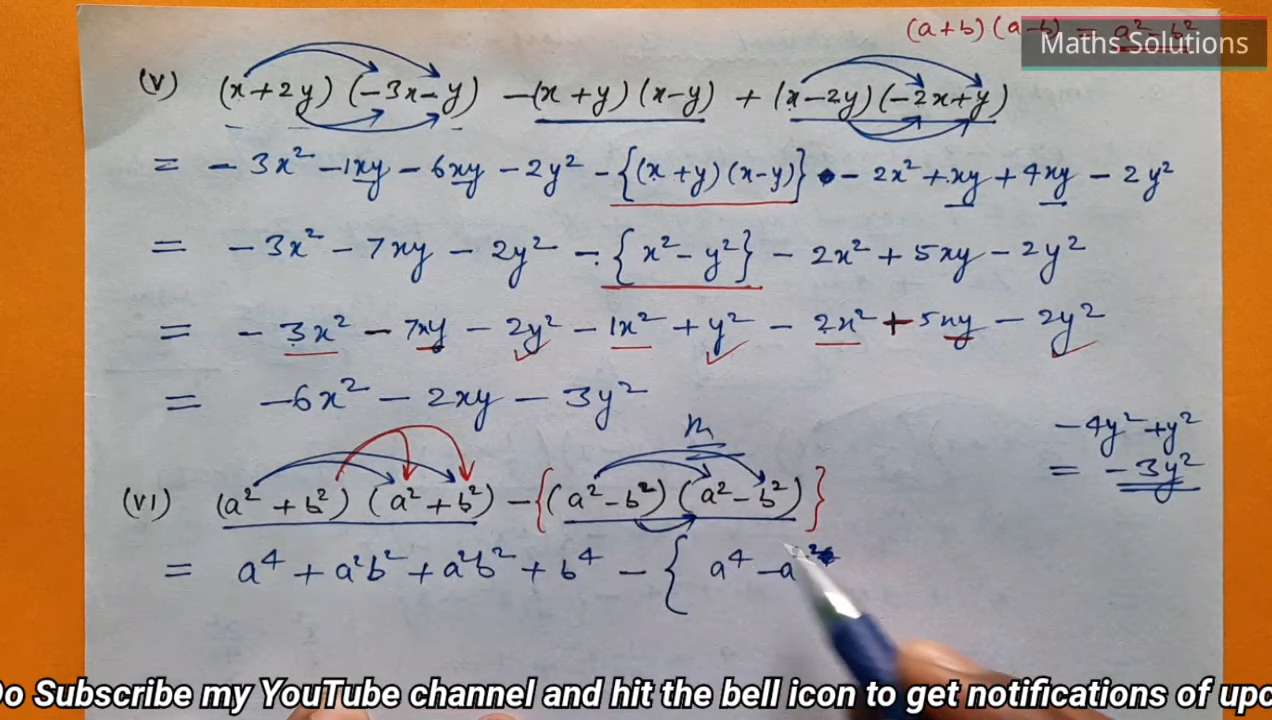 (a+b) (a-b) = a²-b²
Maths Solutions
(v) (x+2y) (-3x-y) - (x+y) (x-y) + (x-2y) (-2x+y)
= -3x² -1xy - 6xy - 2y² - {(x+y) (x-y)} - 2x² + xy + 4xy - 2y²
= -3x² - 7xy - 2y² - {x² - y²} - 2x² + 5xy - 2y²
= -3x² - 7xy - 2y² - 1x² + y² - 2x² + 5xy - 2y²
= -6x² - 2xy - 3y²
-4y² + y²
= -3y²
(VI) (a² + b²) (a² + b²) - {(a² - b²) (a² - b²)}
= a⁴ + a²b² + a²b² + b⁴ - { a⁴ - a²
Do Subscribe my YouTube channel and hit the bell icon to get notifications of